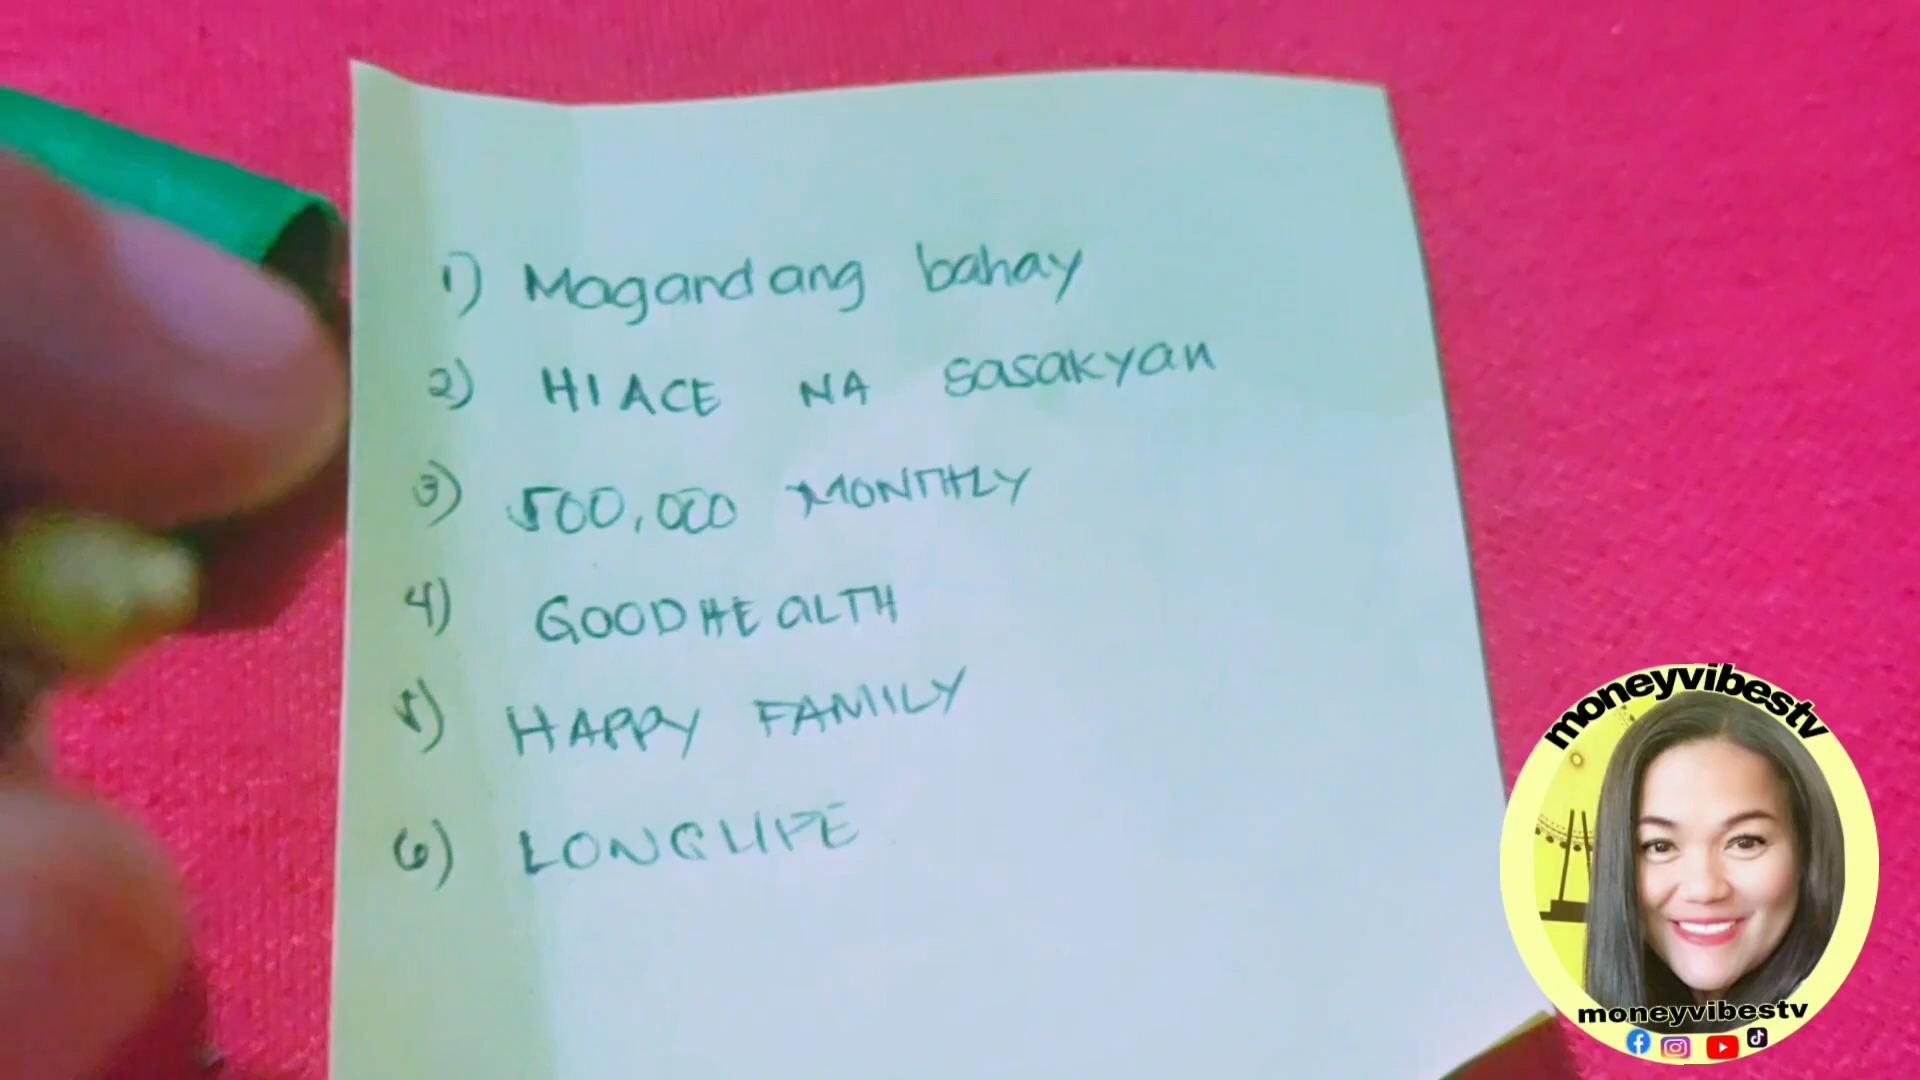 1) Magandang bahay
2) HIACE NA sasakyan
3) 500,000 MONTHLY
4) GOODHEALTH
5) HAPPY FAMILY
6) LONGLIFE
moneyvibestv
moneyvibestv